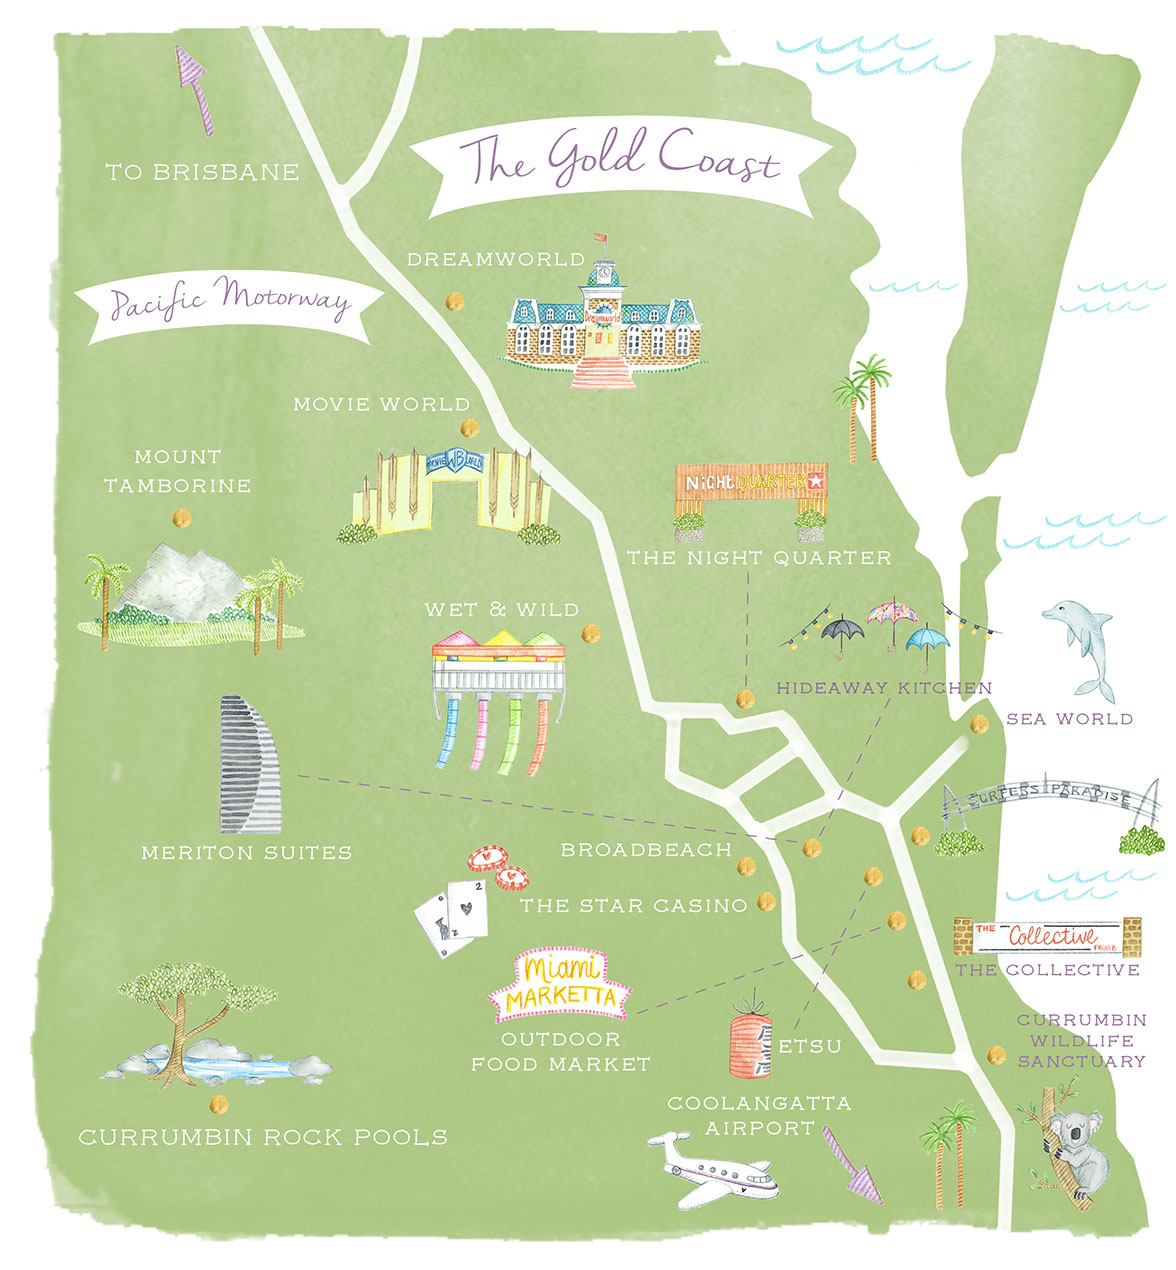 TO BRISBANE
The Gold Coast
DREAMWORLD
Dreamworld
Pacific Motorway
MOVIE WORLD
MOVIE WB WORLD
MOUNT
TAMBORINE
NIGHT QUARTER
THE NIGHT QUARTER
WET & WILD
HIDEAWAY KITCHEN
SEA WORLD
SURFERS PARADISE
MERITON SUITES
BROADBEACH
2
2
THE STAR CASINO
THE Collective
PALM B
THE COLLECTIVE
Miami
MARKETTA
OUTDOOR
FOOD MARKET
ETSU
CURRUMBIN
WILDLIFE
SANCTUARY
COOLANGATTA
AIRPORT
CURRUMBIN ROCK POOLS